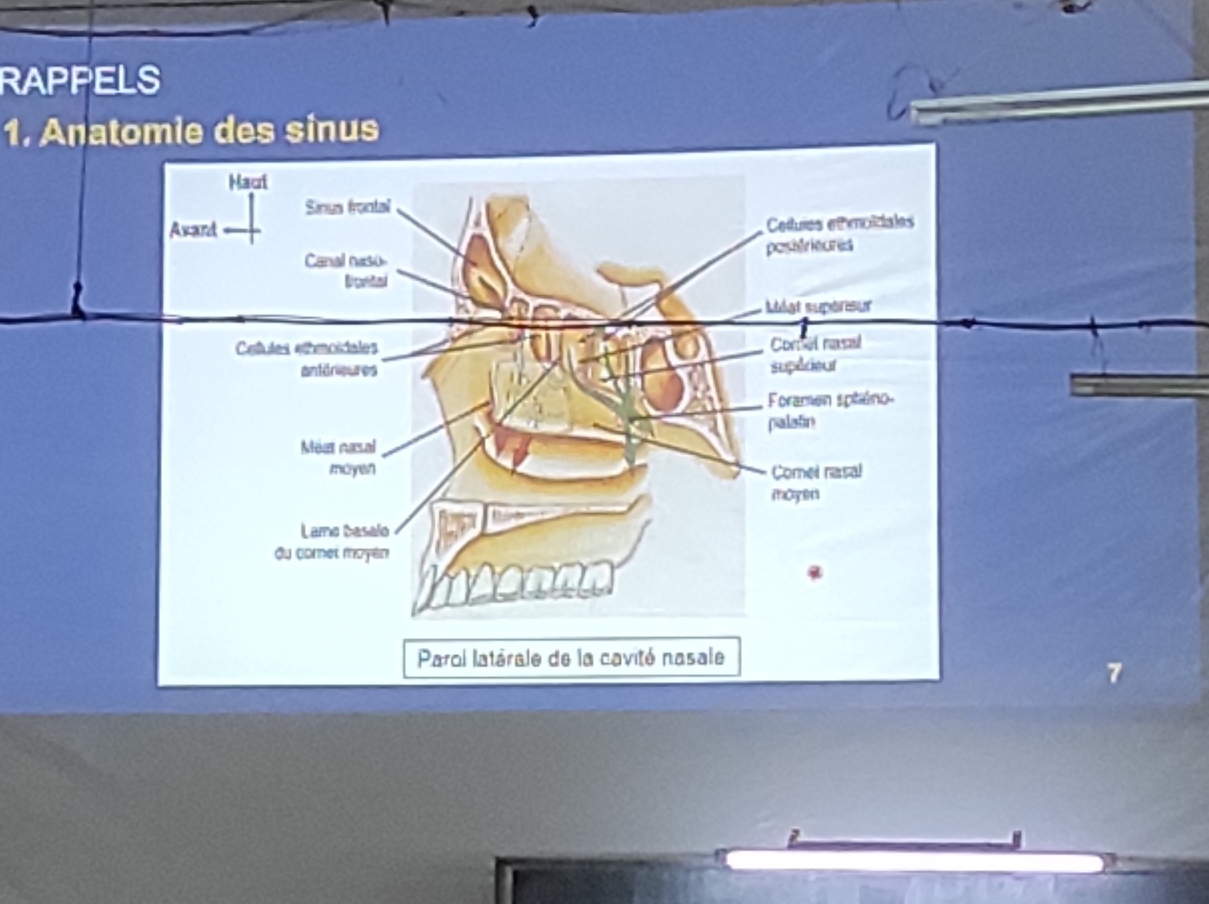 RAPPELS
1. Anatomie des sinus
Haut
Avant
Sinus frontal
Canal naso-
frontal
Cellules ethmoïdales
antérieures
Méat nasal
moyen
Lame basale
du cornet moyen
Cellules ethmoïdales
postérieures
Méat supérieur
Cornet nasal
supérieur
Foramen sphéno-
palatin
Cornet nasal
moyen
Paroi latérale de la cavité nasale
7